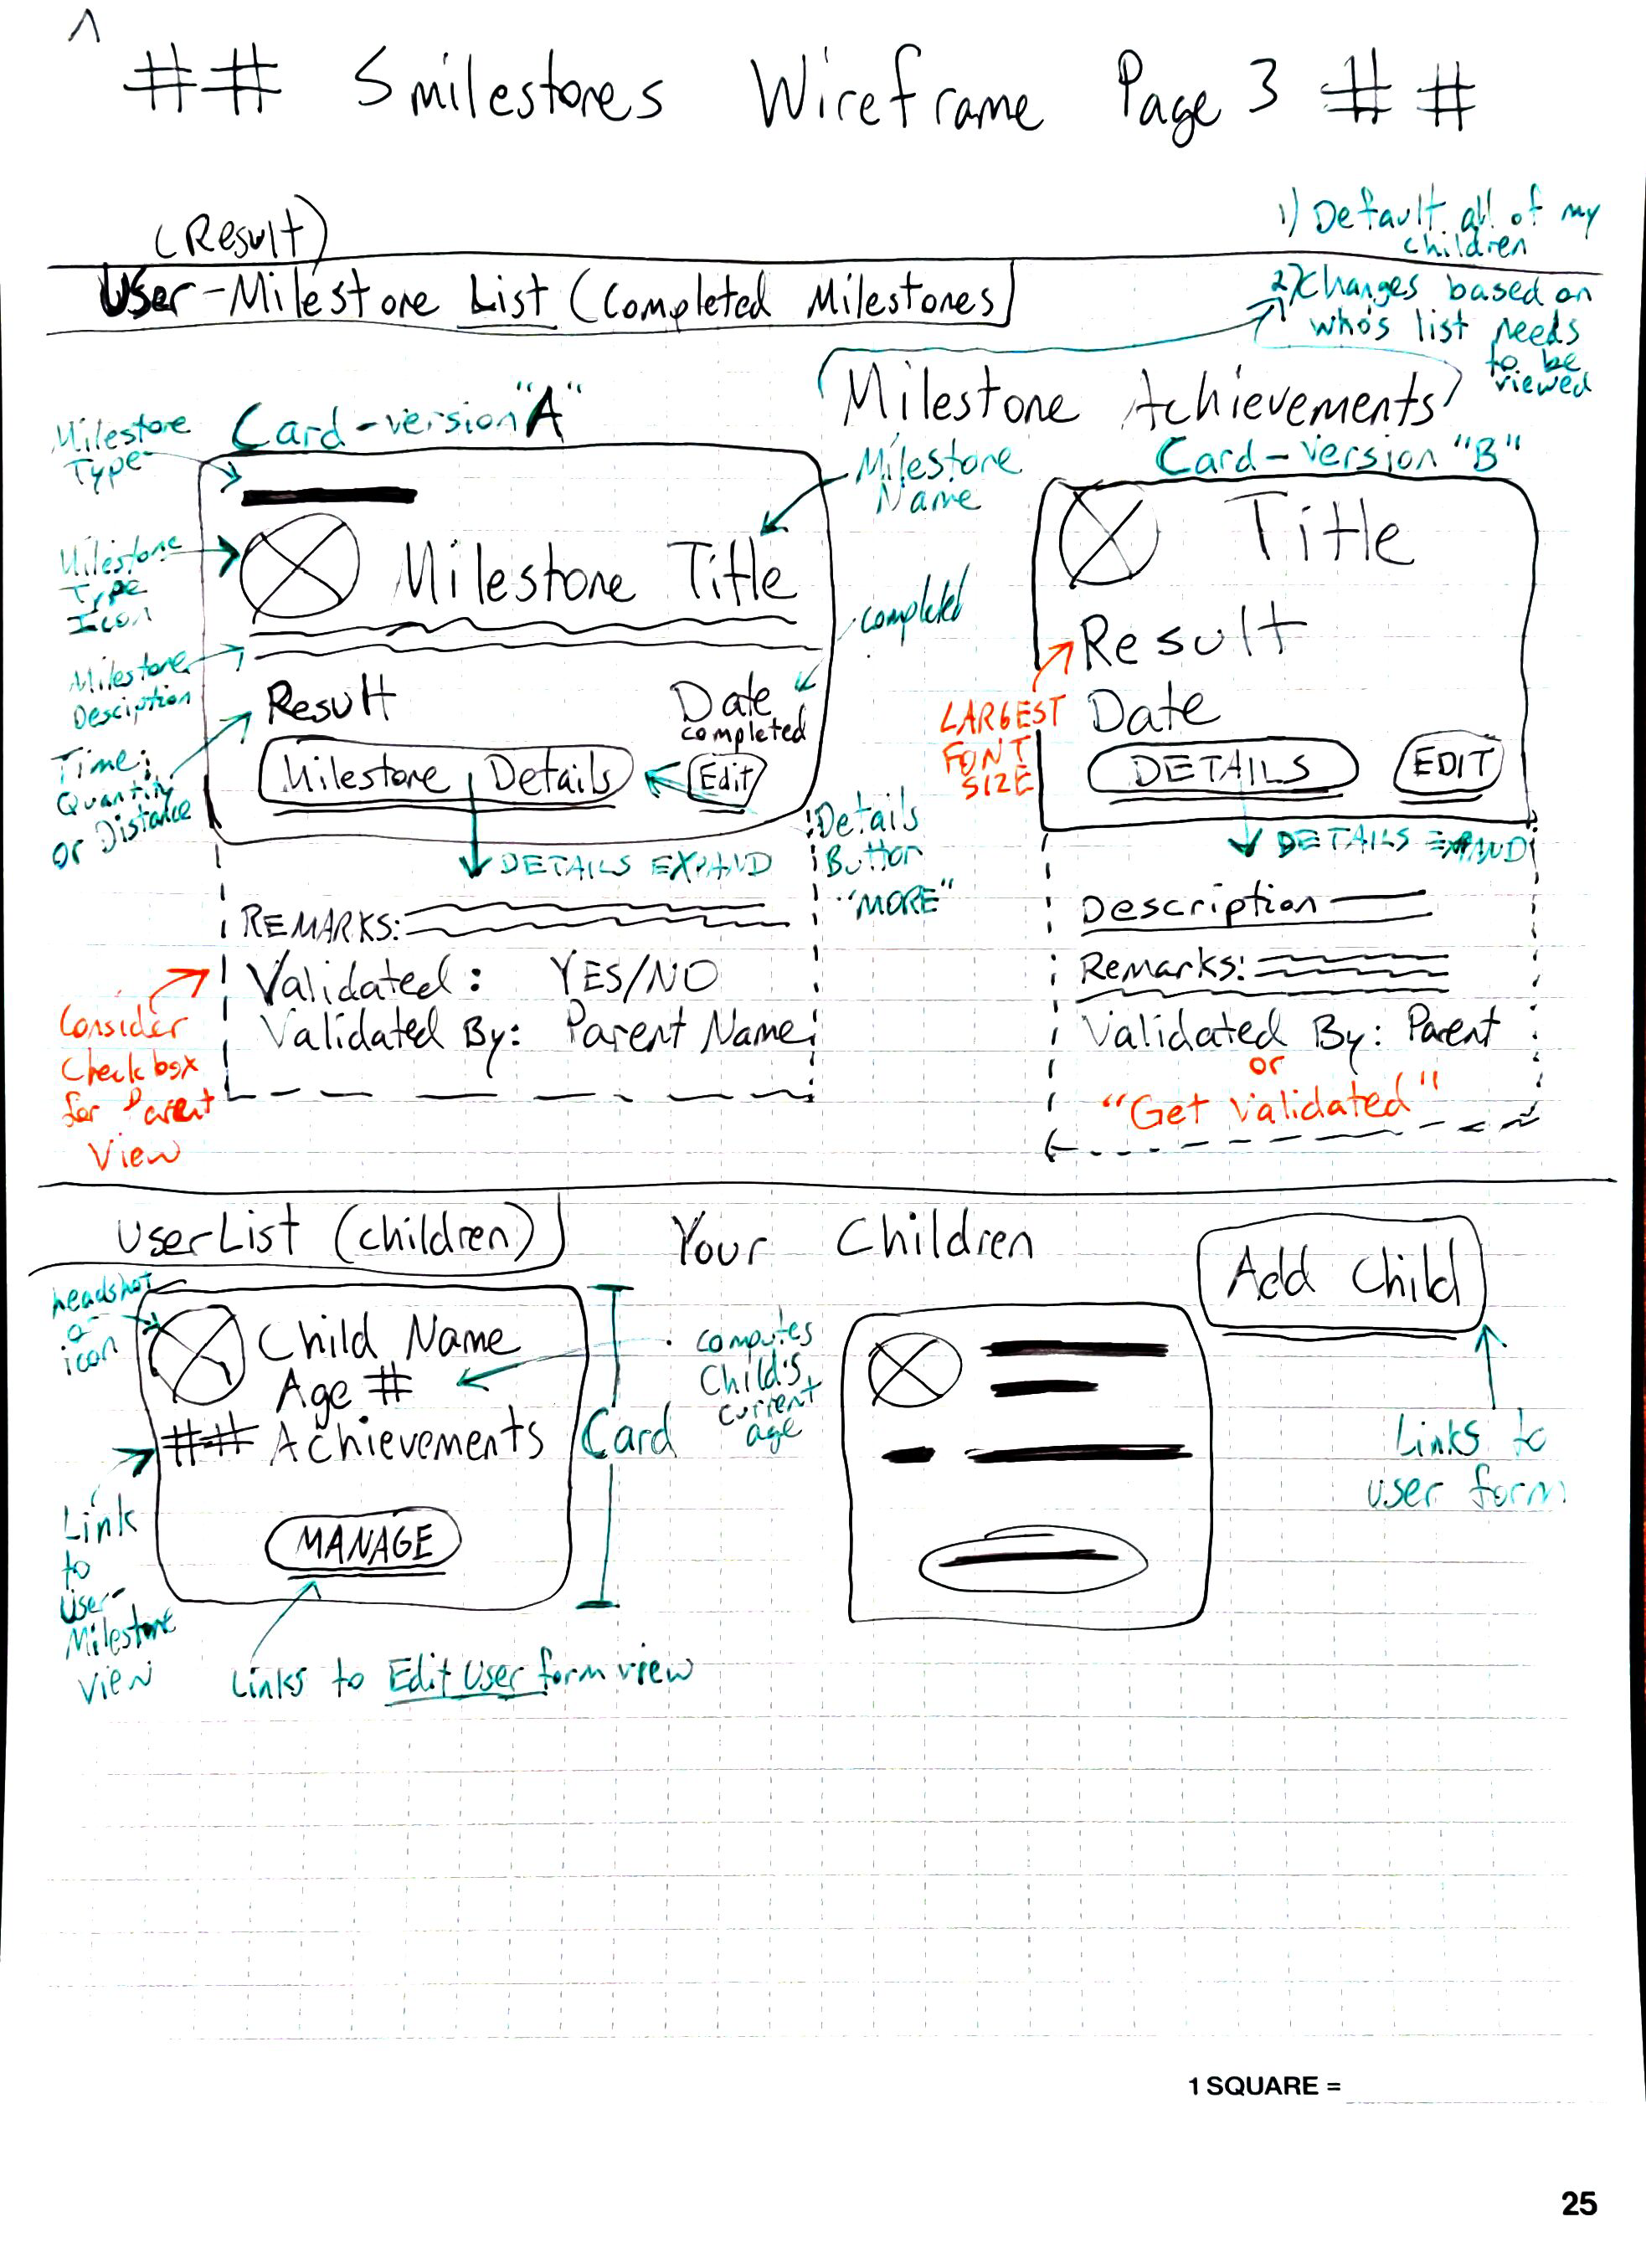 ## Smilestones Wireframe Page 3 ##
(Result)
User-Milestone List (Completed Milestones)
1) Default all of my
children
2) Changes based on
who's list needs
to be
viewed
Milestone Achievements
Card-version "A"
Milestone
Type
Milestone
Name
Milestone
Type
Icon
Milestone Title
completed
Milestone
Desciption
Result
Date
completed
Time,
Quantity
or Distance
Milestone Details
Edit
Details
Button
"MORE"
DETAILS EXPAND
REMARKS:
Validated: YES/NO
Validated By: Parent Name
Consider
Checkbox
for Parent
View
Card-version "B"
Title
Result
LARGEST
FONT
SIZE
Date
DETAILS
EDIT
DETAILS EXPAND
Description
Remarks:
Validated By: Parent
or
"Get Validated"
UserList (children)
Your Children
Add Child
headshot
or
icon
Child Name
Age #
## Achievements
MANAGE
computes
Child's
current
age
Card
Links to
user form
Link
to
User-
Milestone
view
Links to Edit User form view
1 SQUARE =
25